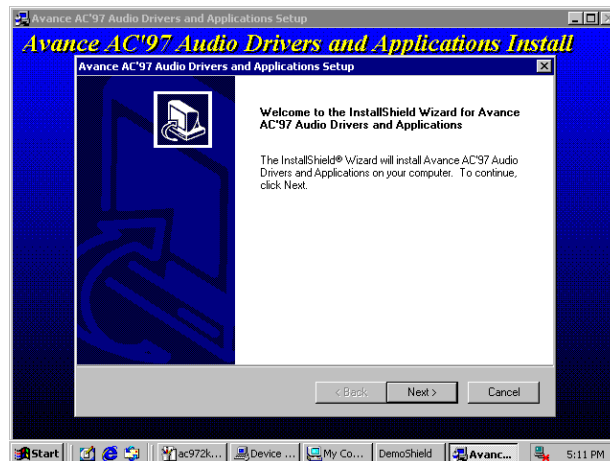 Avance AC'97 Audio Drivers and Applications Setup
Avance AC'97 Audio Drivers and Applications Install
Avance AC'97 Audio Drivers and Applications Setup
Welcome to the InstallShield Wizard for Avance
AC'97 Audio Drivers and Applications
The InstallShield® Wizard will install Avance AC'97 Audio
Drivers and Applications on your computer. To continue,
click Next.
< Back
Next >
Cancel
Start
ac972k...
Device ...
My Co...
DemoShield
Avanc...
5:11 PM